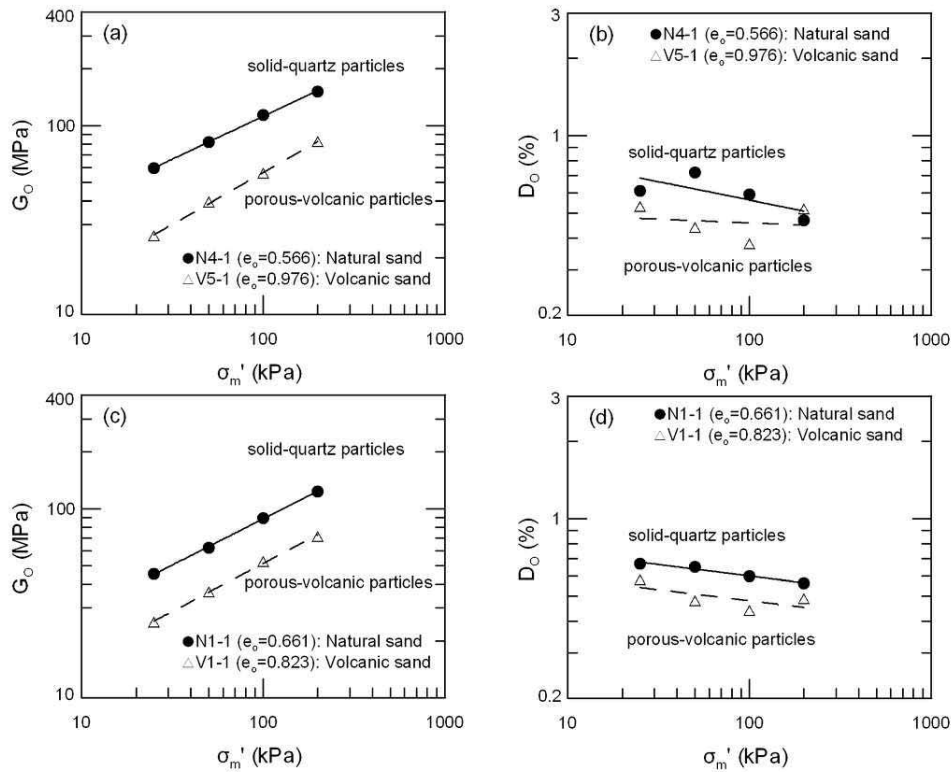 400
(a)
solid-quartz particles
100
G_O (MPa)
porous-volcanic particles
N4-1 (e_o=0.566): Natural sand
V5-1 (e_o=0.976): Volcanic sand
10
10
100
1000
σ_m' (kPa)
3
(b)
N4-1 (e_o=0.566): Natural sand
V5-1 (e_o=0.976): Volcanic sand
1
solid-quartz particles
D_O (%)
porous-volcanic particles
0.2
10
100
1000
σ_m' (kPa)
400
(c)
solid-quartz particles
100
G_O (MPa)
porous-volcanic particles
N1-1 (e_o=0.661): Natural sand
V1-1 (e_o=0.823): Volcanic sand
10
10
100
1000
σ_m' (kPa)
3
(d)
N1-1 (e_o=0.661): Natural sand
V1-1 (e_o=0.823): Volcanic sand
1
solid-quartz particles
D_O (%)
porous-volcanic particles
0.2
10
100
1000
σ_m' (kPa)